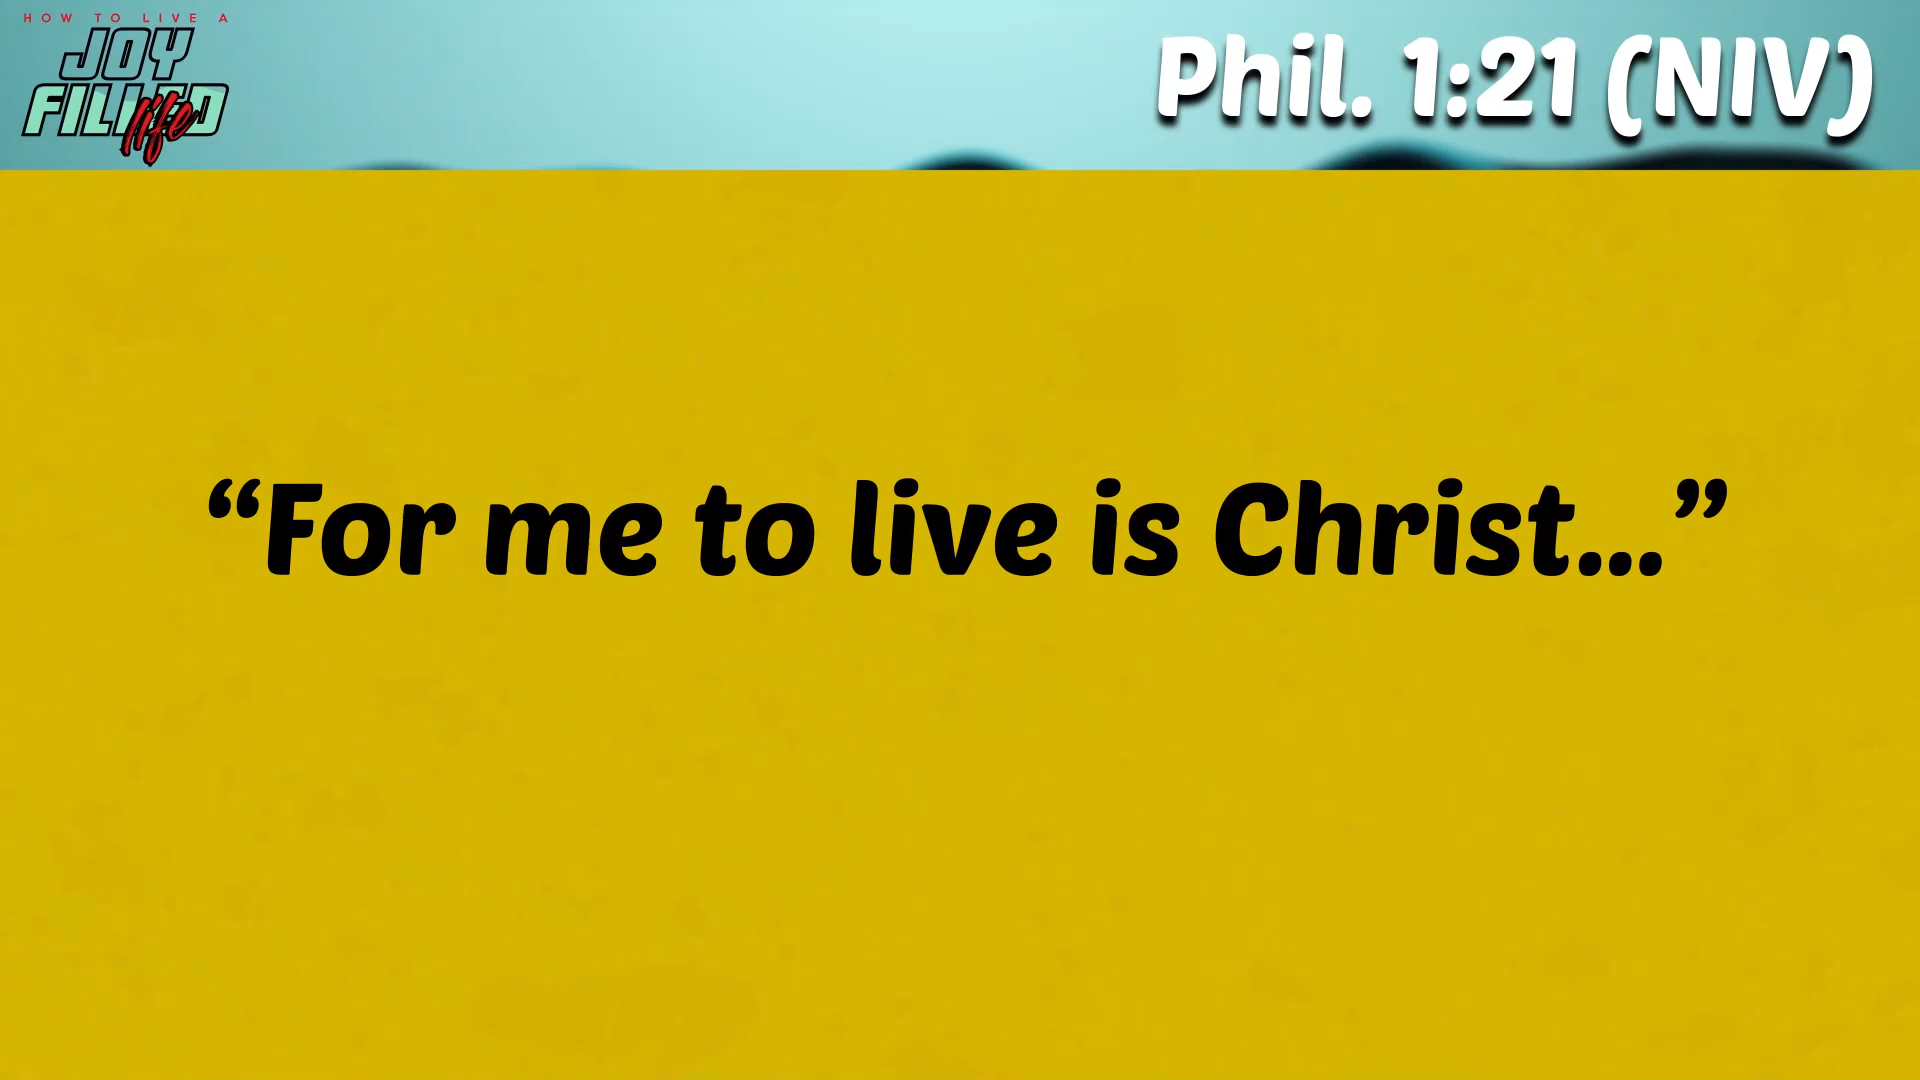 HOW TO LIVE A
JOY
FILLED
life
Phil. 1:21 (NIV)
“For me to live is Christ...”